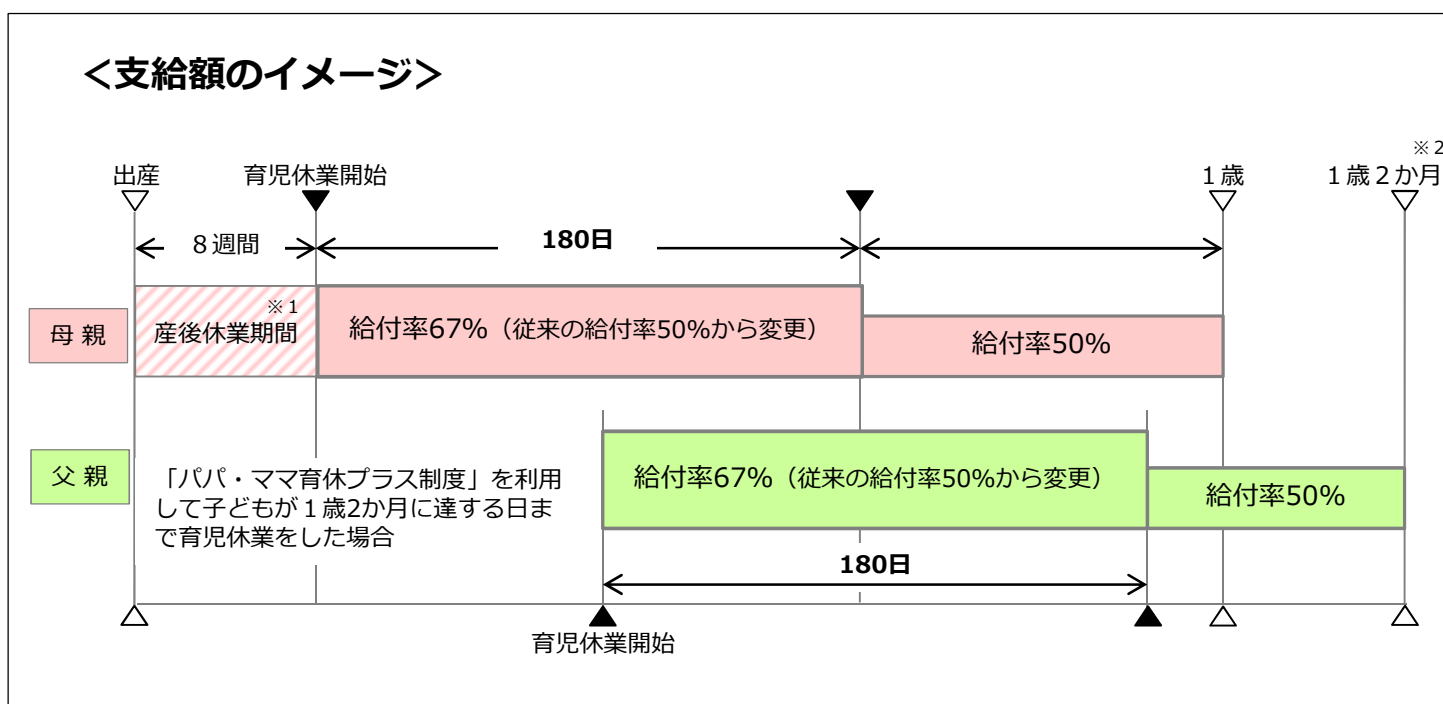 ＜支給額のイメージ＞
※２
出産 育児休業開始 １歳 １歳２か月
８週間 180日
※１
母 親 産後休業期間 給付率67%（従来の給付率50%から変更） 給付率50%
父 親 給付率67%（従来の給付率50%から変更） 給付率50%
「パパ・ママ育休プラス制度」を利用
して子どもが１歳2か月に達する日ま
で育児休業をした場合
180日
育児休業開始